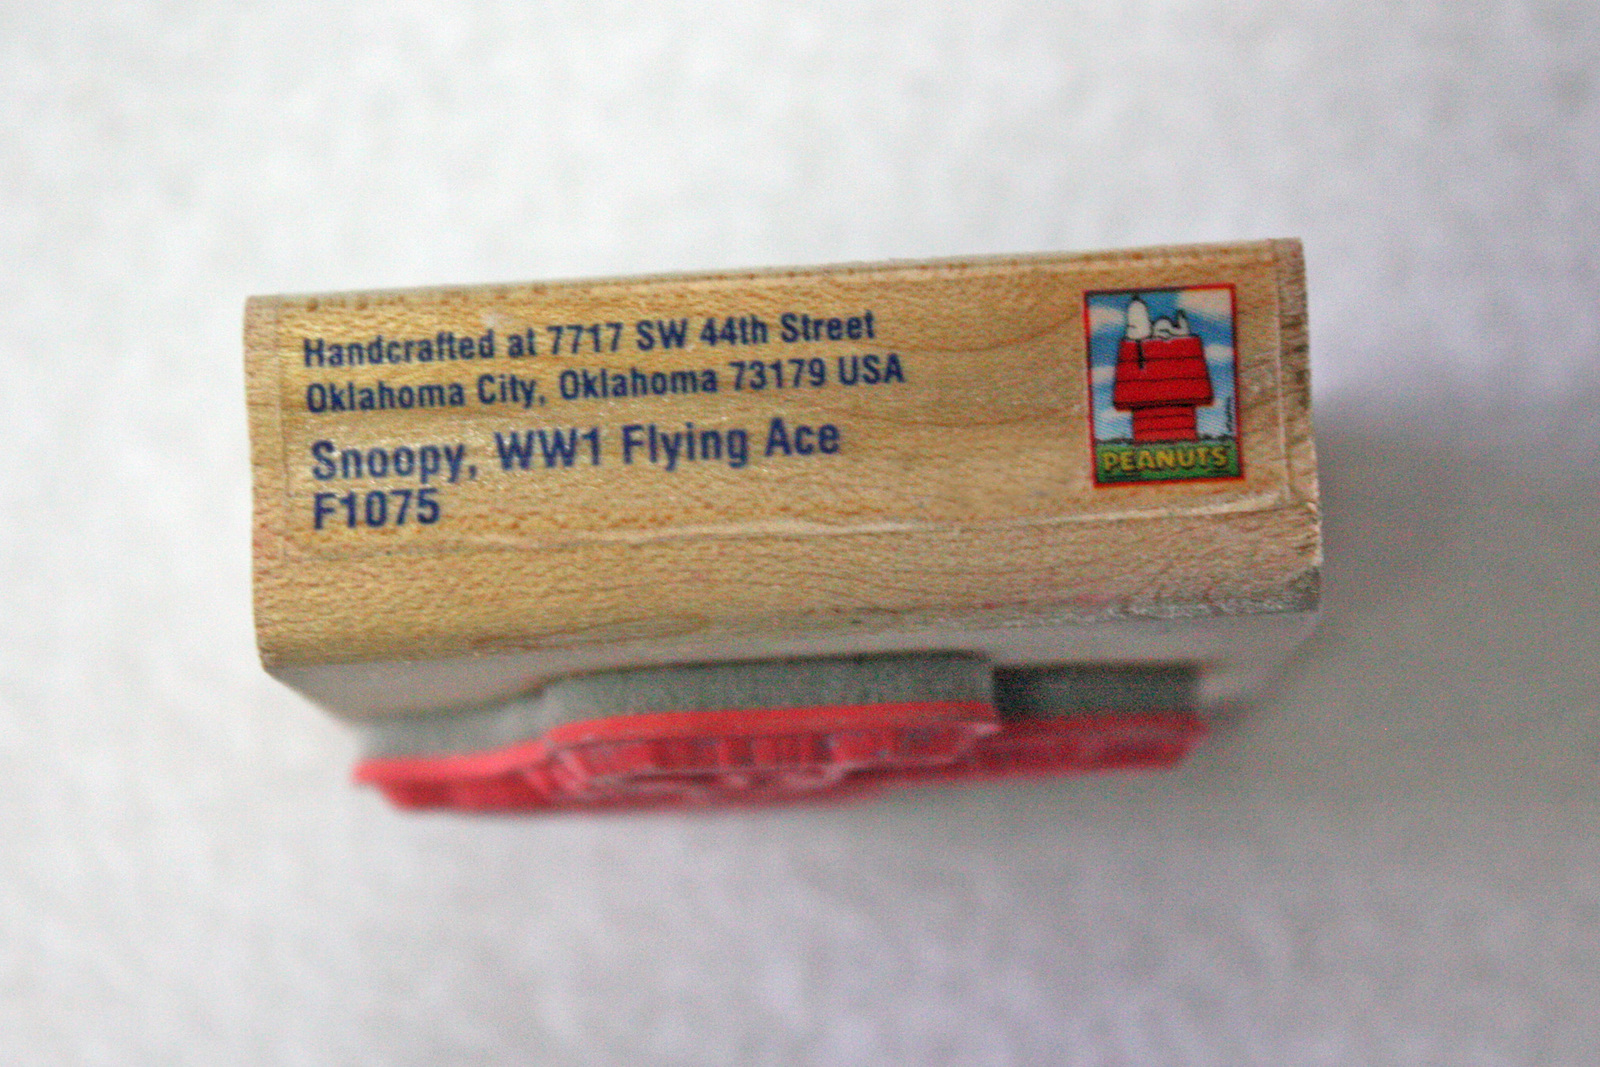 Handcrafted at 7717 SW 44th Street
Oklahoma City, Oklahoma 73179 USA
Snoopy, WW1 Flying Ace
F1075
PEANUTS